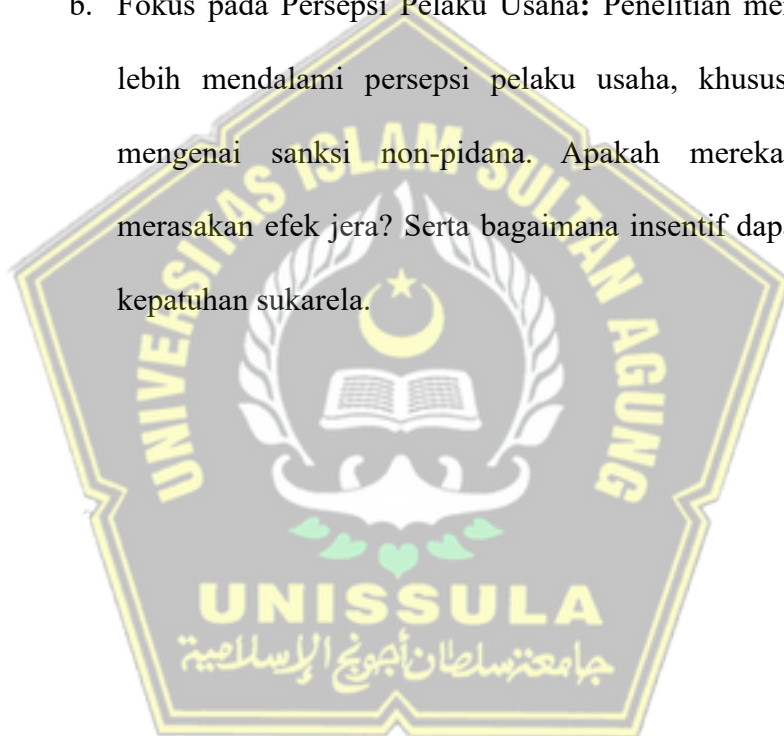 b. Fokus pada Persepsi Pelaku Usaha: Penelitian
lebih mendalami persepsi pelaku usaha,
mengenai sanksi non-pidana. Apakah mereka
merasakan efek jera? Serta bagaimana insentif
kepatuhan sukarela.
UNIVERSITAS ISLAM SULTAN AGUNG
UNISSULA
جامعة سلطان أجونج الإسلامية